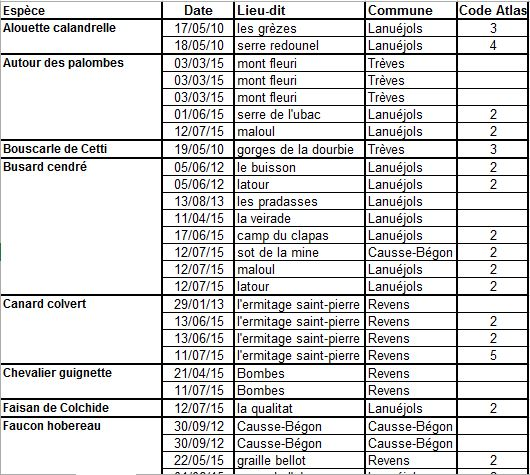 Espèce Date Lieu-dit Commune Code Atlas
Alouette calandrelle 17/05/10 les grèzes Lanuéjols 3
18/05/10 serre redounel Lanuéjols 4
Autour des palombes 03/03/15 mont fleuri Trèves
03/03/15 mont fleuri Trèves
03/03/15 mont fleuri Trèves
01/06/15 serre de l'ubac Lanuéjols 2
12/07/15 maloul Lanuéjols 2
Bouscarle de Cetti 19/05/10 gorges de la dourbie Trèves 3
Busard cendré 05/06/12 le buisson Lanuéjols 2
05/06/12 latour Lanuéjols 2
13/08/13 les pradasses Lanuéjols
11/04/15 la veirade Lanuéjols
17/06/15 camp du clapas Lanuéjols 2
12/07/15 sot de la mine Causse-Bégon 2
12/07/15 maloul Lanuéjols 2
12/07/15 latour Lanuéjols 2
Canard colvert 29/01/13 l'ermitage saint-pierre Revens
13/06/15 l'ermitage saint-pierre Revens 2
13/06/15 l'ermitage saint-pierre Revens 2
11/07/15 l'ermitage saint-pierre Revens 5
Chevalier guignette 21/04/15 Bombes Revens
11/07/15 Bombes Revens
Faisan de Colchide 12/07/15 la qualitat Lanuéjols 2
Faucon hobereau 30/09/12 Causse-Bégon Causse-Bégon
30/09/12 Causse-Bégon Causse-Bégon
22/05/15 graille bellot Revens 2